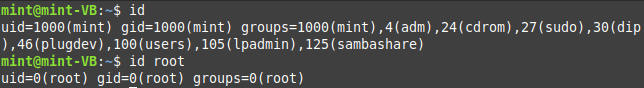 mint@mint-VB:~$ id
uid=1000(mint) gid=1000(mint) groups=1000(mint),4(adm),24(cdrom),27(sudo),30(dip
),46(plugdev),100(users),105(lpadmin),125(sambashare)
mint@mint-VB:~$ id root
uid=0(root) gid=0(root) groups=0(root)